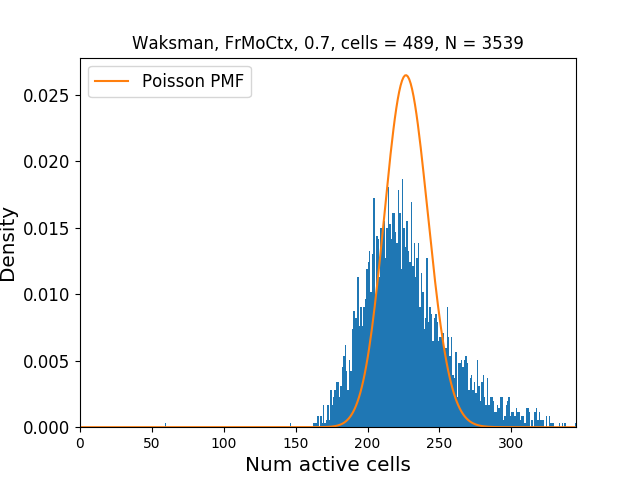 Waksman, FrMoCtx, 0.7, cells = 489, N = 3539
Poisson PMF
0.025
0.020
0.015
0.010
0.005
0.000
Density
0 50 100 150 200 250 300
Num active cells